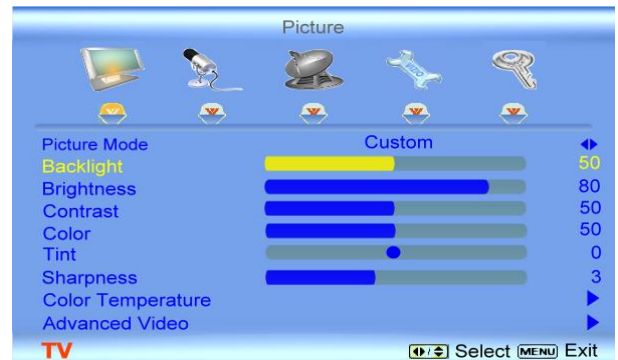 Picture
VIZIO
Picture Mode Custom
Backlight 50
Brightness 80
Contrast 50
Color 50
Tint 0
Sharpness 3
Color Temperature
Advanced Video
TV Select MENU Exit